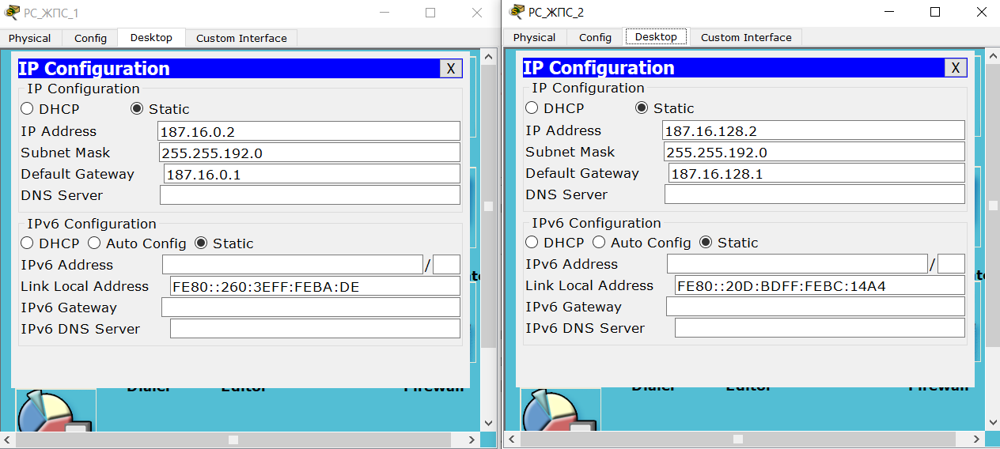 PC_ЖПС_1
Physical Config Desktop Custom Interface
IP Configuration X
IP Configuration
DHCP Static
IP Address 187.16.0.2
Subnet Mask 255.255.192.0
Default Gateway 187.16.0.1
DNS Server
IPv6 Configuration
DHCP Auto Config Static
IPv6 Address /
Link Local Address FE80::260:3EFF:FEBA:DE
IPv6 Gateway
IPv6 DNS Server
Dialer Editor Firewall
PC_ЖПС_2
Physical Config Desktop Custom Interface
IP Configuration X
IP Configuration
DHCP Static
IP Address 187.16.128.2
Subnet Mask 255.255.192.0
Default Gateway 187.16.128.1
DNS Server
IPv6 Configuration
DHCP Auto Config Static
IPv6 Address /
Link Local Address FE80::20D:BDFF:FEBC:14A4
IPv6 Gateway
IPv6 DNS Server
Dialer Editor Firewall